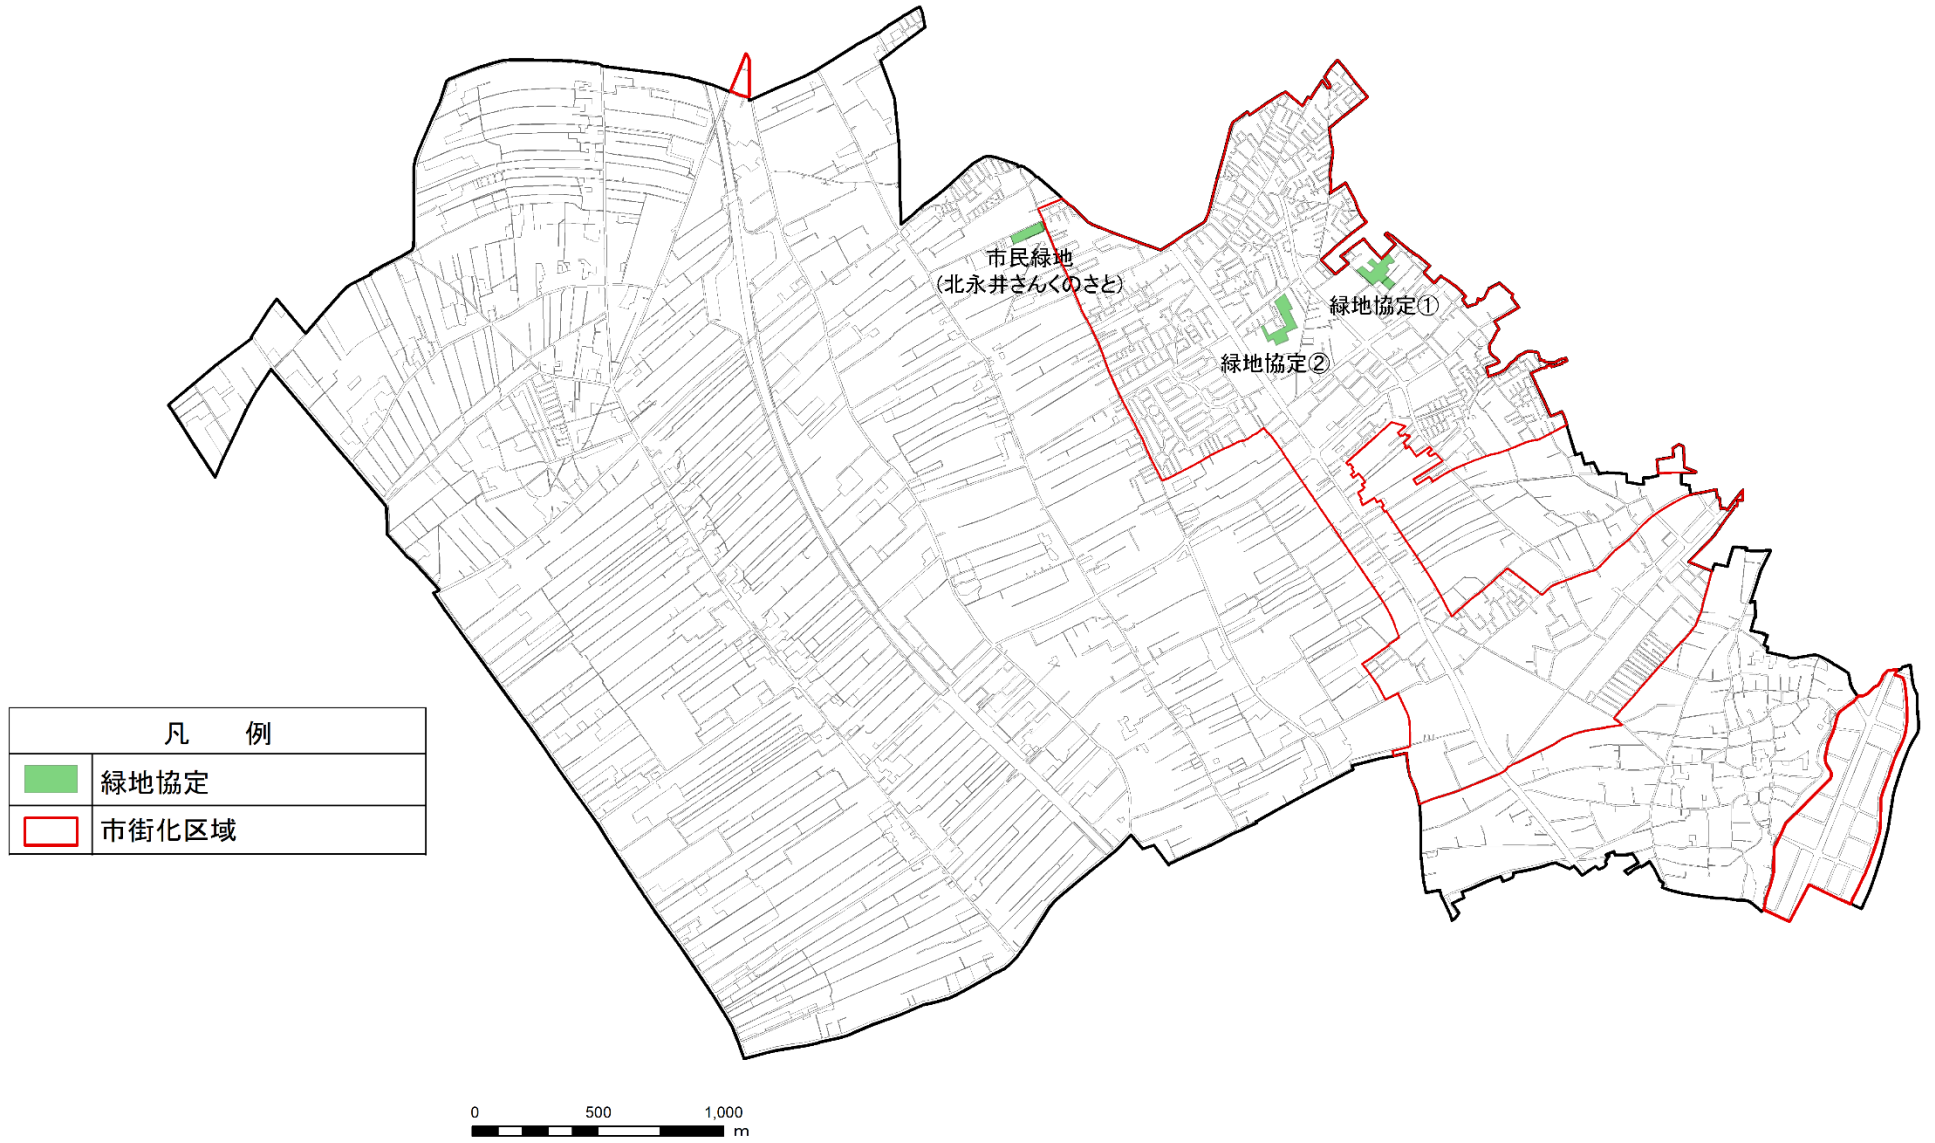 市民緑地
(北永井さんくのさと)
緑地協定①
緑地協定②
凡 例
緑地協定
市街化区域
0 500 1,000
m